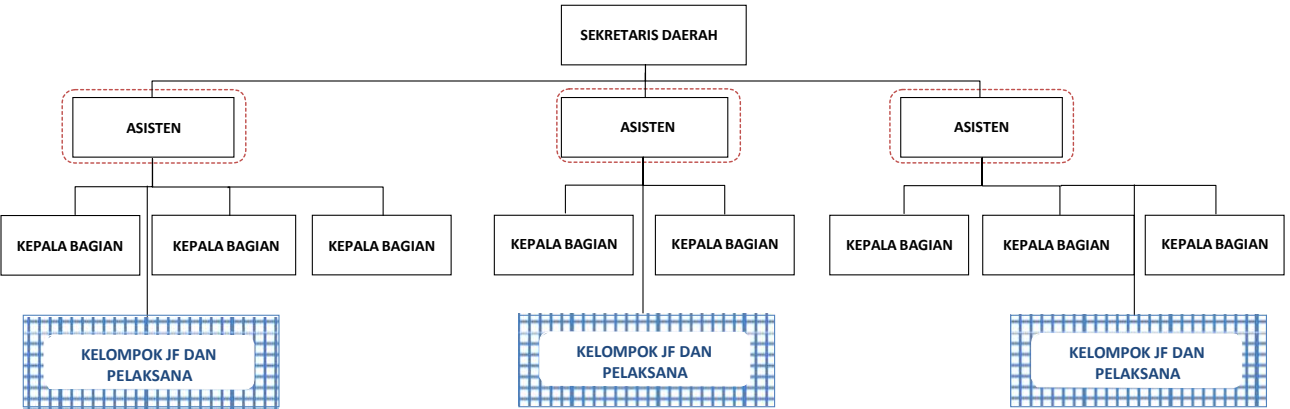 SEKRETARIS DAERAH
ASISTEN
ASISTEN
ASISTEN
KEPALA BAGIAN
KEPALA BAGIAN
KEPALA BAGIAN
KEPALA BAGIAN
KEPALA BAGIAN
KEPALA BAGIAN
KEPALA BAGIAN
KEPALA BAGIAN
KELOMPOK JF DAN
PELAKSANA
KELOMPOK JF DAN
PELAKSANA
KELOMPOK JF DAN
PELAKSANA